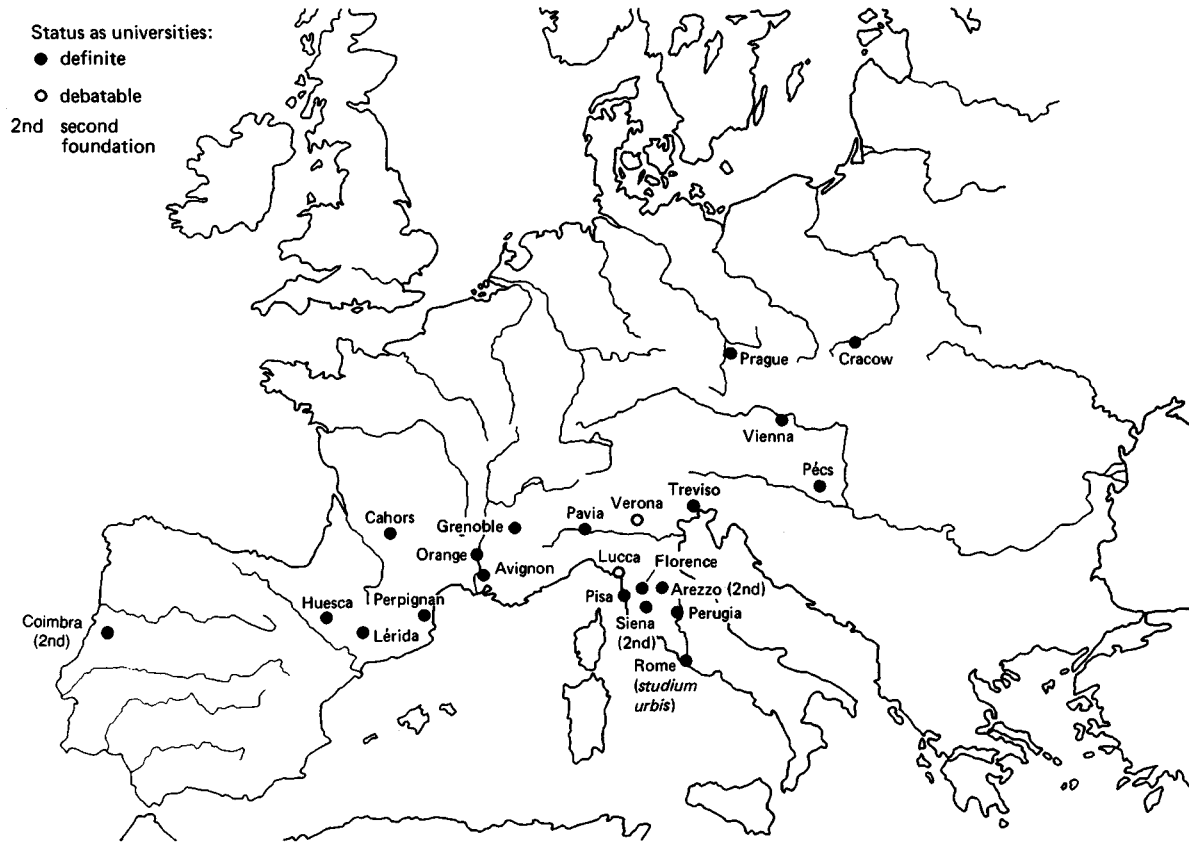 Status as universities:
definite
debatable
2nd second
foundation
Prague
Cracow
Vienna
Pécs
Treviso
Verona
Pavia
Grenoble
Cahors
Orange
Avignon
Lucca
Florence
Pisa
Arezzo (2nd)
Siena
(2nd)
Perugia
Rome
(studium
urbis)
Huesca
Perpignan
Lérida
Coimbra
(2nd)